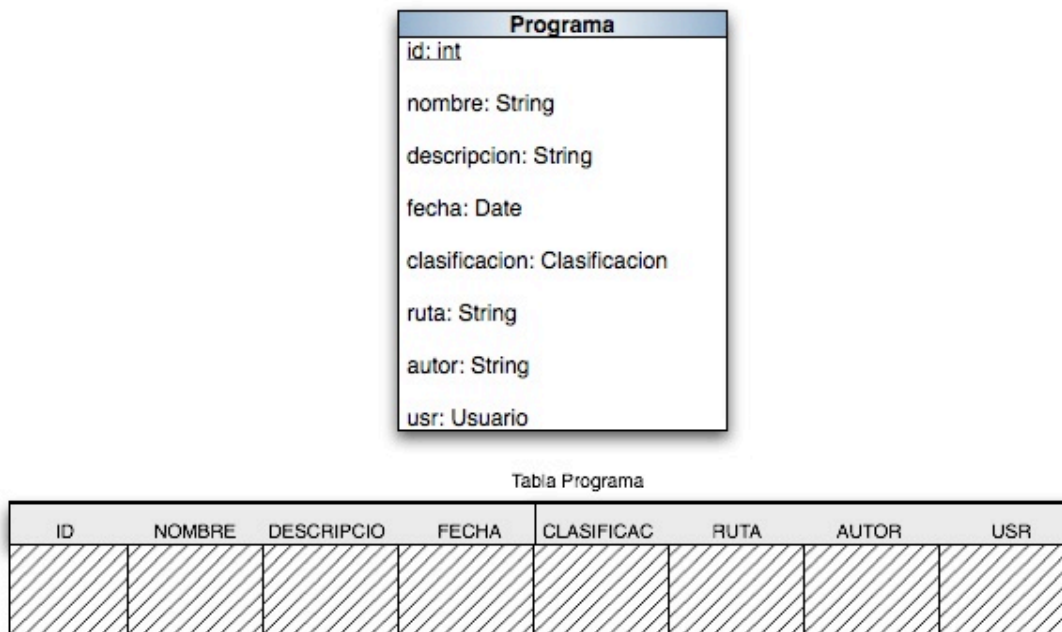 Programa
id: int
nombre: String
descripcion: String
fecha: Date
clasificacion: Clasificacion
ruta: String
autor: String
usr: Usuario
Tabla Programa
ID NOMBRE DESCRIPCIO FECHA CLASIFICAC RUTA AUTOR USR